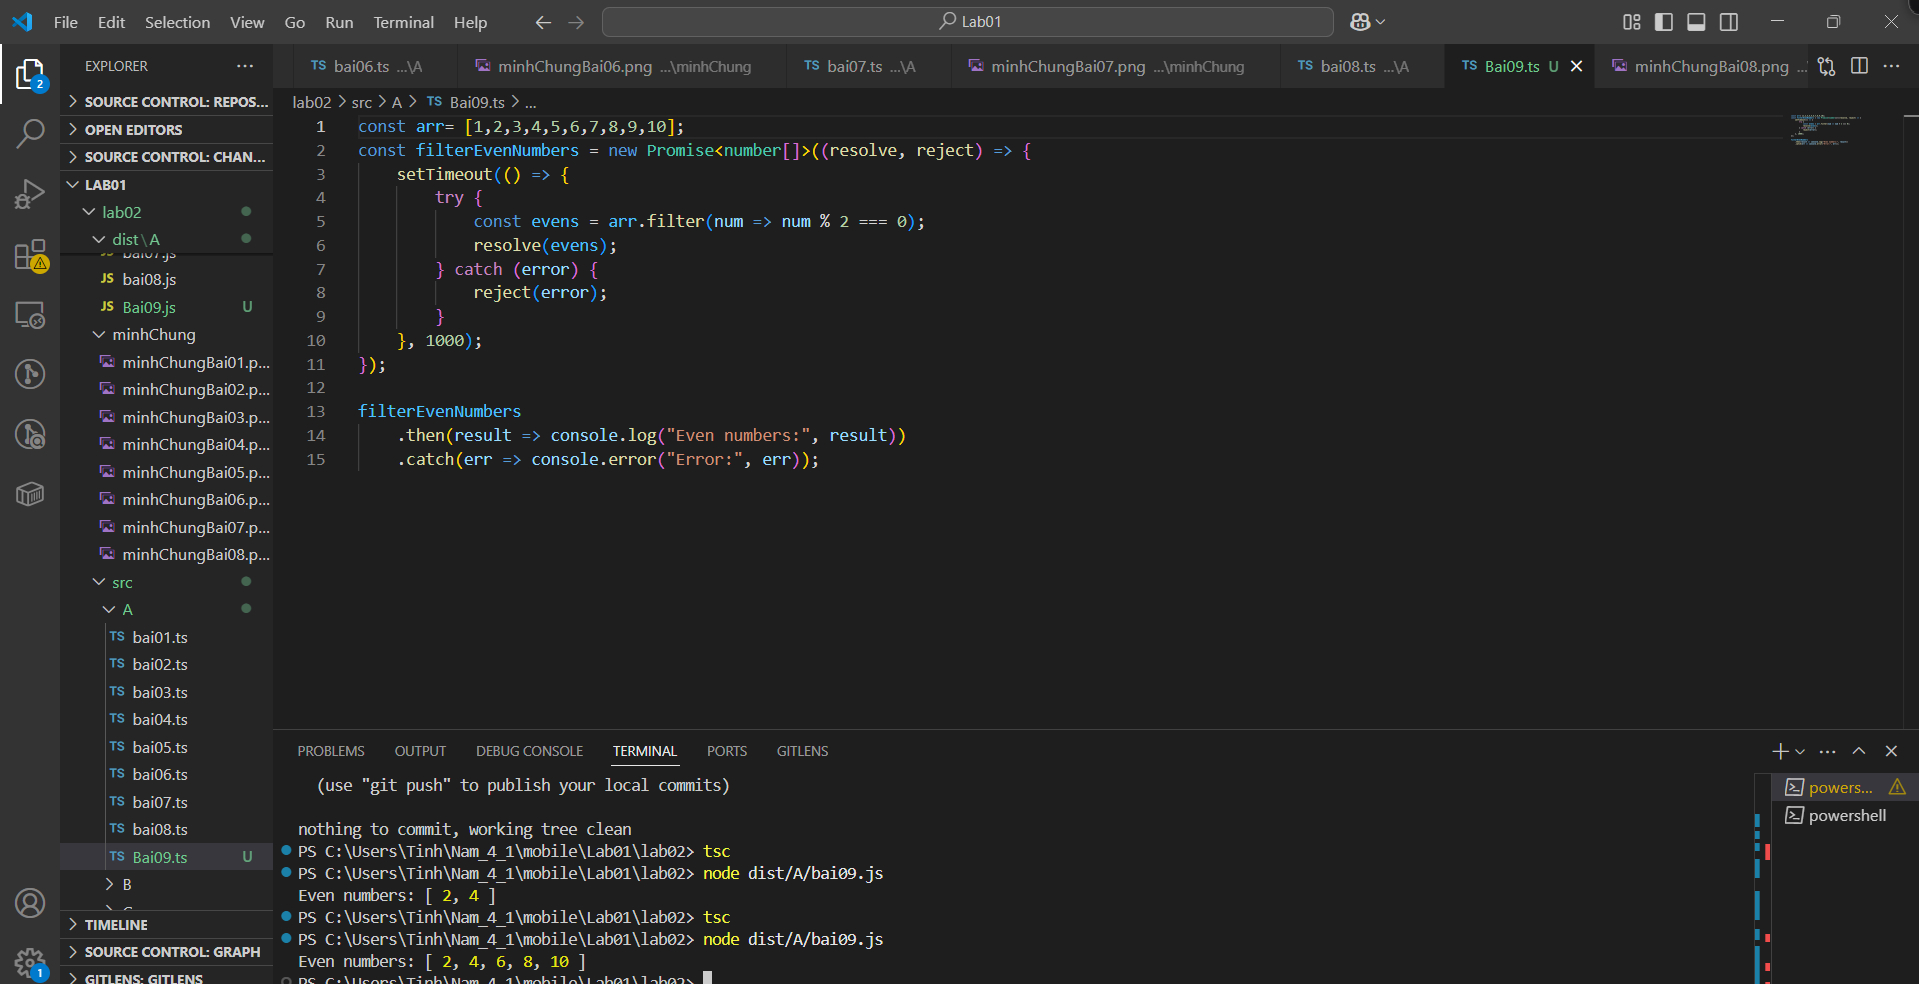 File Edit Selection View Go Run Terminal Help
Lab01
EXPLORER
SOURCE CONTROL: REPOS...
OPEN EDITORS
SOURCE CONTROL: CHAN...
LAB01
lab02
dist\A
JS bai07.js
JS bai08.js
JS Bai09.js U
minhChung
minhChungBai01.p...
minhChungBai02.p...
minhChungBai03.p...
minhChungBai04.p...
minhChungBai05.p...
minhChungBai06.p...
minhChungBai07.p...
minhChungBai08.p...
src
A
TS bai01.ts
TS bai02.ts
TS bai03.ts
TS bai04.ts
TS bai05.ts
TS bai06.ts
TS bai07.ts
TS bai08.ts
TS Bai09.ts U
B
TIMELINE
SOURCE CONTROL: GRAPH
GITLENS: GITLENS
2
1
TS bai06.ts ...\A minhChungBai06.png ...\minhChung TS bai07.ts ...\A minhChungBai07.png ...\minhChung TS bai08.ts ...\A TS Bai09.ts U minhChungBai08.png ...
lab02 > src > A > TS Bai09.ts > ...
1 const arr= [1,2,3,4,5,6,7,8,9,10];
2 const filterEvenNumbers = new Promise<number[]>((resolve, reject) => {
3 setTimeout(() => {
4 try {
5 const evens = arr.filter(num => num % 2 === 0);
6 resolve(evens);
7 } catch (error) {
8 reject(error);
9 }
10 }, 1000);
11 });
12
13 filterEvenNumbers
14 .then(result => console.log("Even numbers:", result))
15 .catch(err => console.error("Error:", err));
PROBLEMS OUTPUT DEBUG CONSOLE TERMINAL PORTS GITLENS
(use "git push" to publish your local commits)
nothing to commit, working tree clean
PS C:\Users\Tinh\Nam_4_1\mobile\Lab01\lab02> tsc
PS C:\Users\Tinh\Nam_4_1\mobile\Lab01\lab02> node dist/A/bai09.js
Even numbers: [ 2, 4 ]
PS C:\Users\Tinh\Nam_4_1\mobile\Lab01\lab02> tsc
PS C:\Users\Tinh\Nam_4_1\mobile\Lab01\lab02> node dist/A/bai09.js
Even numbers: [ 2, 4, 6, 8, 10 ]
PS C:\Users\Tinh\Nam_4_1\mobile\Lab01\lab02>
powers...
powershell